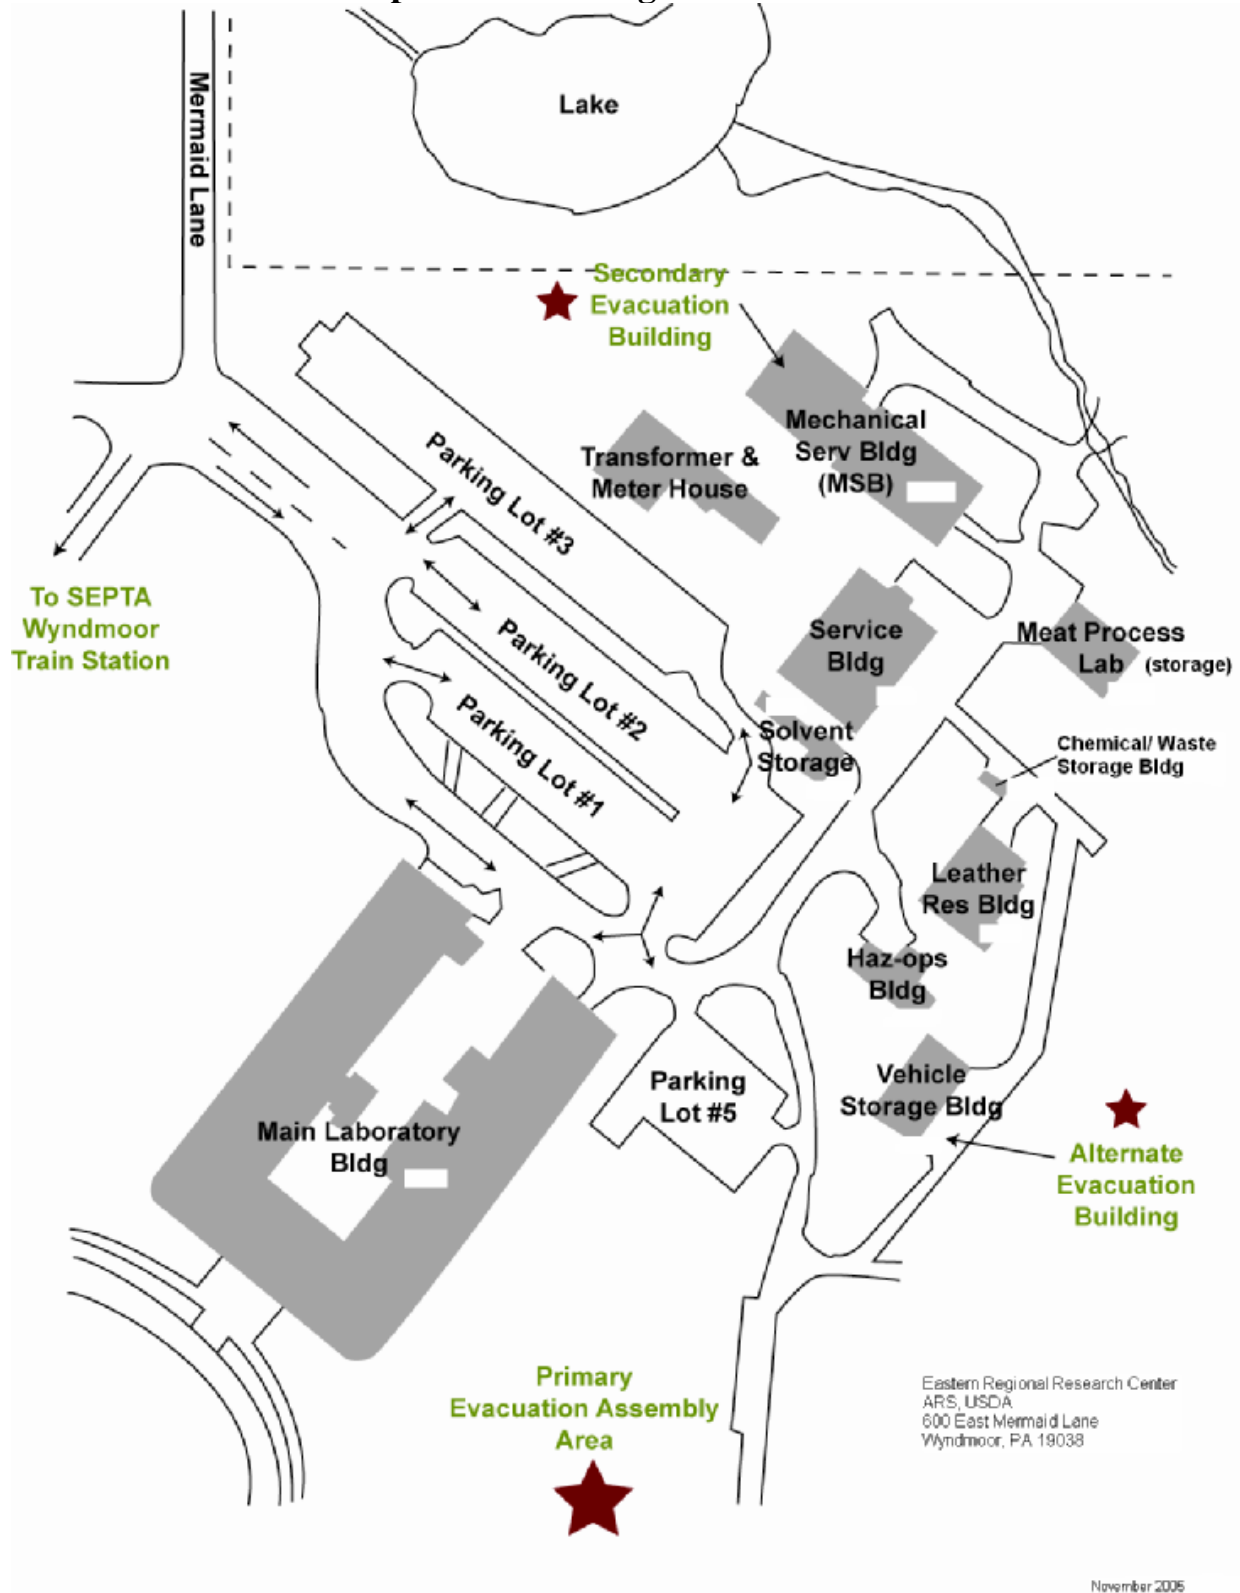 Lake
Mermaid Lane
Secondary
Evacuation
Building
Mechanical
Serv Bldg
(MSB)
Transformer &
Meter House
Parking Lot #3
To SEPTA
Wyndmoor
Train Station
Parking Lot #2
Service
Bldg
Meat Process
Lab (storage)
Parking Lot #1
Solvent
Storage
Chemical/ Waste
Storage Bldg
Leather
Res Bldg
Haz-ops
Bldg
Parking
Lot #5
Vehicle
Storage Bldg
Main Laboratory
Bldg
Alternate
Evacuation
Building
Primary
Evacuation Assembly
Area
Eastern Regional Research Center
ARS, USDA
600 East Mermaid Lane
Wyndmoor, PA 19038
November 2005